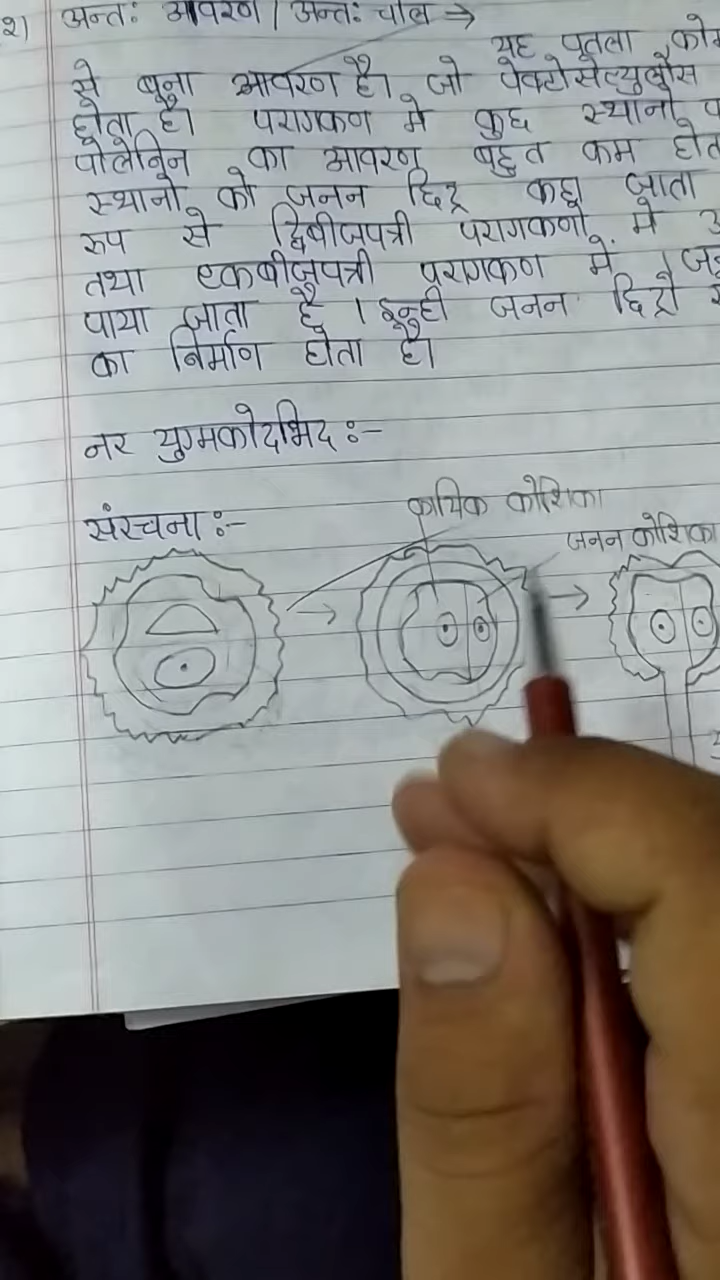 २) अन्तः आवरण / अन्तः चोल →
यह पतला कोम
से बुना आवरण है। जो पेक्टोसेल्युलोस
होता है। परागकण मे कुछ स्थानो प
पोलेनिन का आवरण बहुत कम होत
स्थानो को जनन छिद्र कहा जाता
रूप से द्विबीजपत्री परागकणो मे
तथा एकबीजपत्री परागकण में
पाया जाता है । इन्ही जनन छिद्रो
का निर्माण होता है।
नर युग्मकोदभिद :-
संरचना :-
कायिक कोशिका
जनन कोशिका